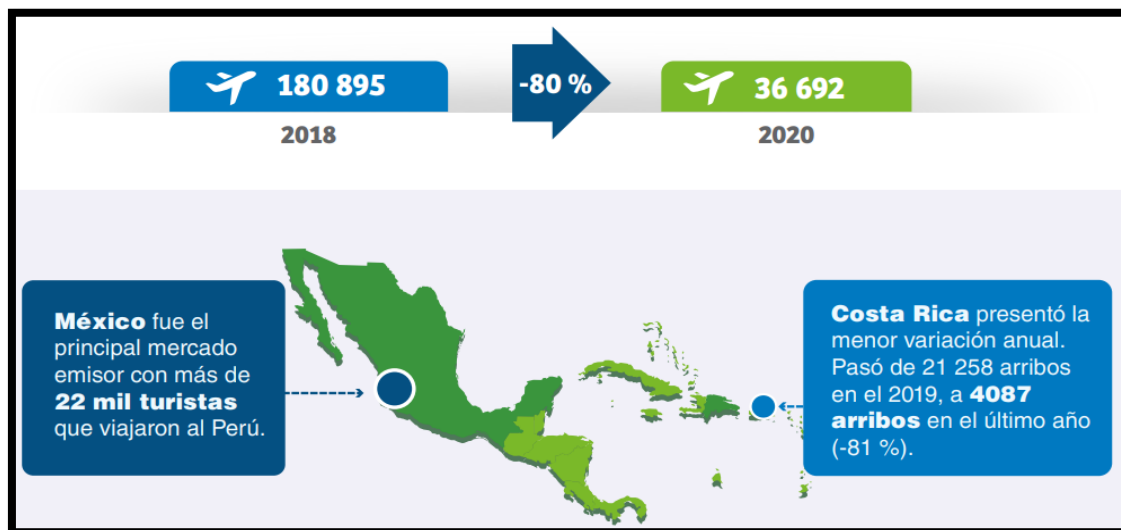 180 895
-80 %
36 692
2018
2020
México fue el
principal mercado
emisor con más de
22 mil turistas
que viajaron al Perú.
Costa Rica presentó la
menor variación anual.
Pasó de 21 258 arribos
en el 2019, a 4087
arribos en el último año
(-81 %).